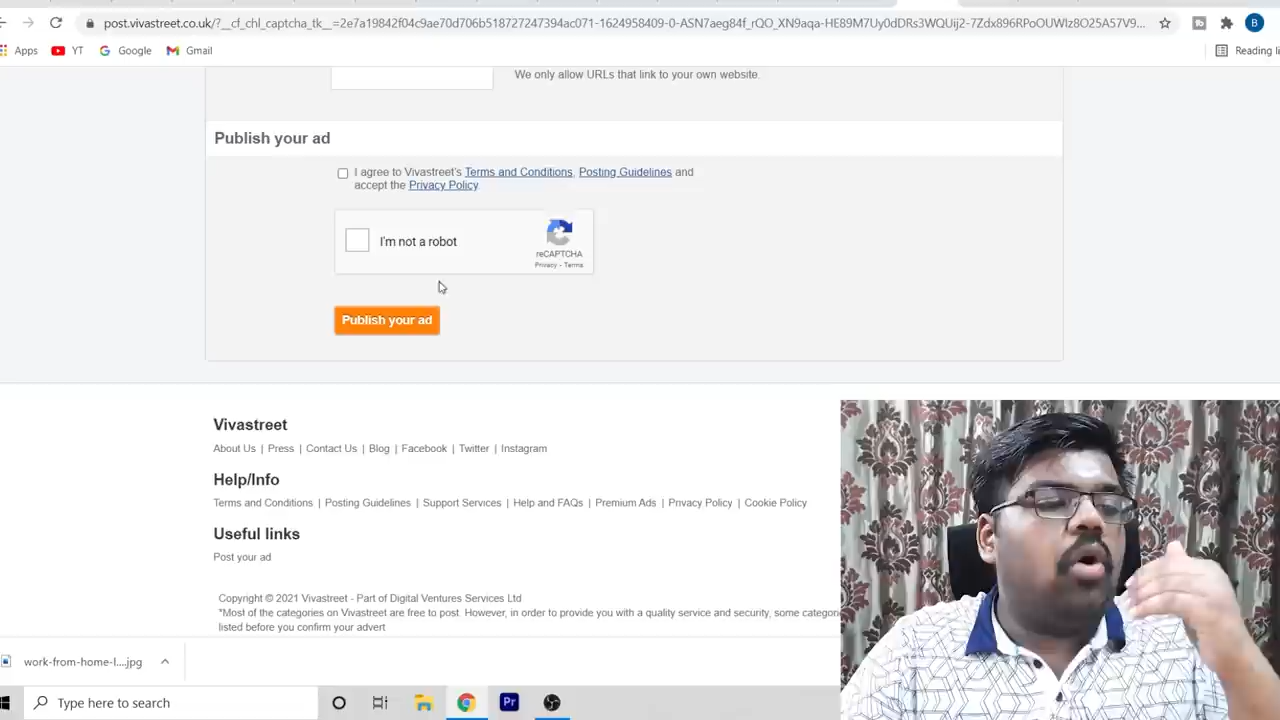 post.vivastreet.co.uk/?__cf_chl_captcha_tk__=2e7a19842f04c9ae70d706b518727247394ac071-1624958409-0-ASN7aeg84f_rQO_XN9aqa-HE89M7Uy0dDRs3WQUij2-7Zdx896RPoOUWIz8O25A57V9...
B
Apps YT Google Gmail Reading li
We only allow URLs that link to your own website.
Publish your ad
I agree to Vivastreet's Terms and Conditions, Posting Guidelines and
accept the Privacy Policy
I'm not a robot
reCAPTCHA
Privacy - Terms
Publish your ad
Vivastreet
About Us | Press | Contact Us | Blog | Facebook | Twitter | Instagram
Help/Info
Terms and Conditions | Posting Guidelines | Support Services | Help and FAQs | Premium Ads | Privacy Policy | Cookie Policy
Useful links
Post your ad
Copyright © 2021 Vivastreet - Part of Digital Ventures Services Ltd
*Most of the categories on Vivastreet are free to post. However, in order to provide you with a quality service and security, some categori
listed before you confirm your advert
work-from-home-l....jpg
Type here to search
Pr